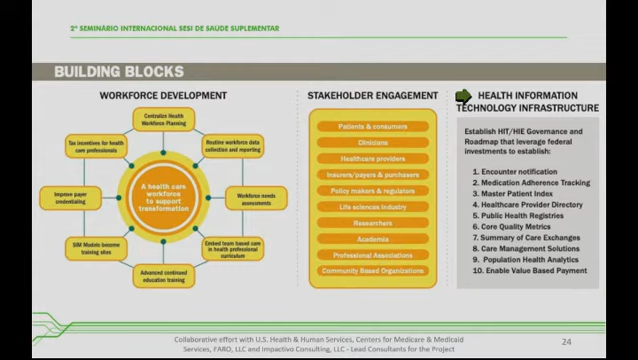 2º SEMINÁRIO INTERNACIONAL SESI DE SAÚDE SUPLEMENTAR
BUILDING BLOCKS
WORKFORCE DEVELOPMENT
Centralize Health
Workforce Planning
Tax incentives for health
care professionals
Routine workforce data
collection and reporting
Improve payer
credentialing
A health care
workforce
to support
transformation
Workforce needs
assessments
SIM Models become
training sites
Embed team based care
in health professional
curriculum
Advanced continued
education training
STAKEHOLDER ENGAGEMENT
Patients & consumers
Clinicians
Healthcare providers
Insurers/payers & purchasers
Policy makers & regulators
Life sciences industry
Researchers
Academia
Professional Associations
Community Based Organizations
HEALTH INFORMATION
TECHNOLOGY INFRASTRUCTURE
Establish HIT/HIE Governance and
Roadmap that leverage federal
investments to establish:
1. Encounter notification
2. Medication Adherence Tracking
3. Master Patient Index
4. Healthcare Provider Directory
5. Public Health Registries
6. Core Quality Metrics
7. Summary of Care Exchanges
8. Care Management Solutions
9. Population Health Analytics
10. Enable Value Based Payment
Collaborative effort with U.S. Health & Human Services, Centers for Medicare & Medicaid
Services, FARO, LLC and Impactivo Consulting, LLC - Lead Consultants for the Project
24